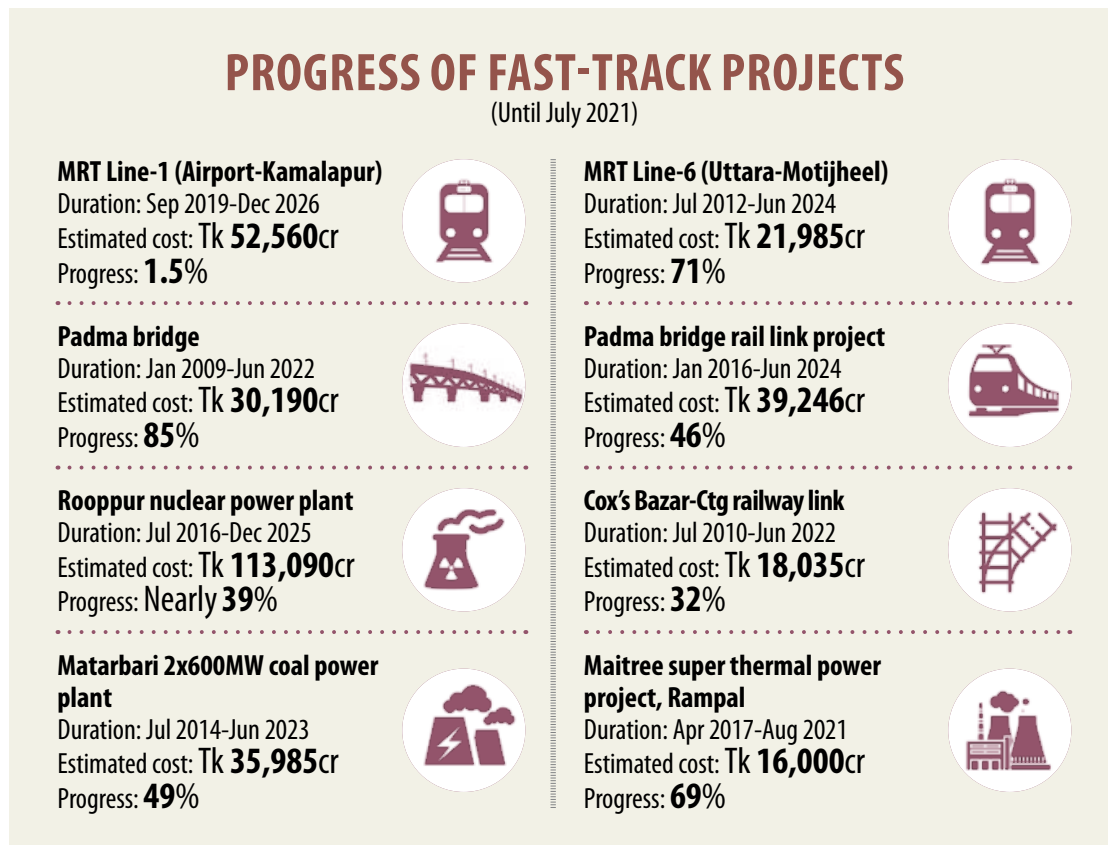 PROGRESS OF FAST-TRACK PROJECTS
(Until July 2021)
MRT Line-1 (Airport-Kamalapur)
Duration: Sep 2019-Dec 2026
Estimated cost: Tk 52,560cr
Progress: 1.5%
Padma bridge
Duration: Jan 2009-Jun 2022
Estimated cost: Tk 30,190cr
Progress: 85%
Rooppur nuclear power plant
Duration: Jul 2016-Dec 2025
Estimated cost: Tk 113,090cr
Progress: Nearly 39%
Matarbari 2x600MW coal power
plant
Duration: Jul 2014-Jun 2023
Estimated cost: Tk 35,985cr
Progress: 49%
MRT Line-6 (Uttara-Motijheel)
Duration: Jul 2012-Jun 2024
Estimated cost: Tk 21,985cr
Progress: 71%
Padma bridge rail link project
Duration: Jan 2016-Jun 2024
Estimated cost: Tk 39,246cr
Progress: 46%
Cox's Bazar-Ctg railway link
Duration: Jul 2010-Jun 2022
Estimated cost: Tk 18,035cr
Progress: 32%
Maitree super thermal power
project, Rampal
Duration: Apr 2017-Aug 2021
Estimated cost: Tk 16,000cr
Progress: 69%